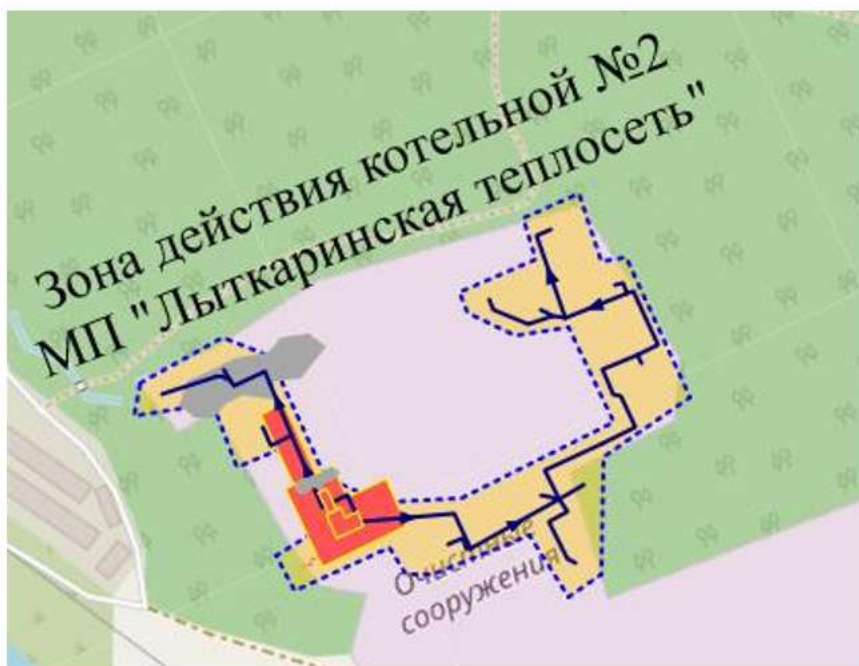 Зона действия котельной №2
МП "Лыткаринская теплосеть"
Очистные
сооружения